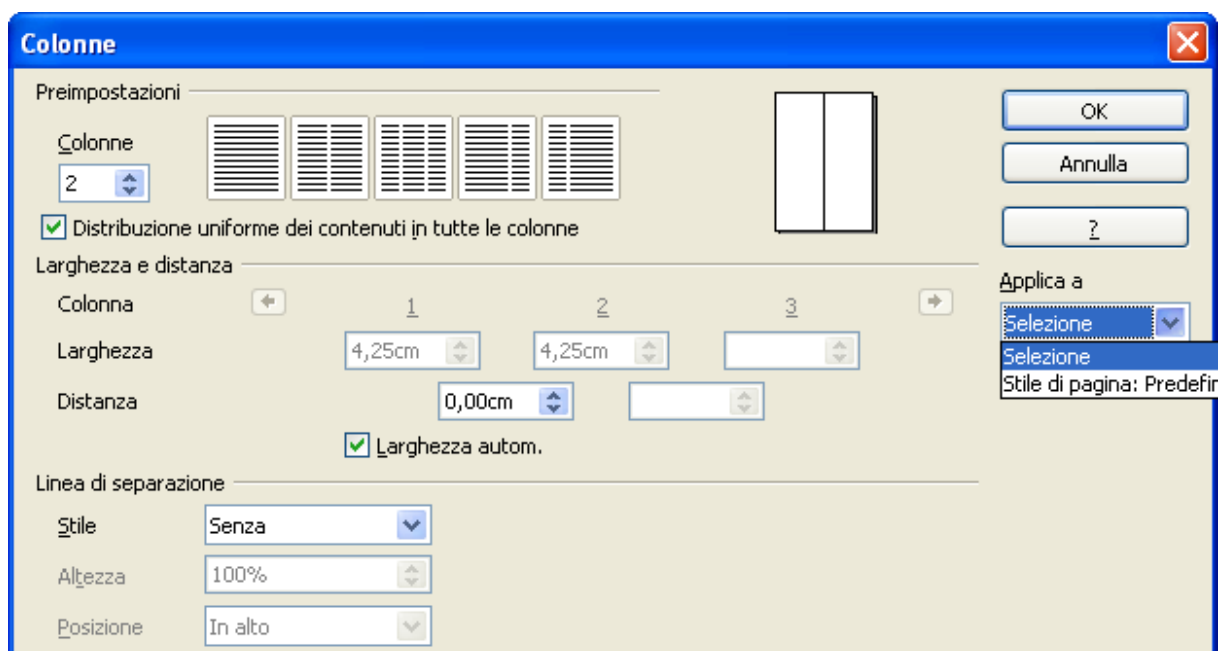 Colonne
Preimpostazioni
Colonne
2
Distribuzione uniforme dei contenuti in tutte le colonne
OK
Annulla
?
Applica a
Selezione
Selezione
Stile di pagina: Predefin
Larghezza e distanza
Colonna 1 2 3
Larghezza 4,25cm 4,25cm
Distanza 0,00cm
Larghezza autom.
Linea di separazione
Stile Senza
Altezza 100%
Posizione In alto